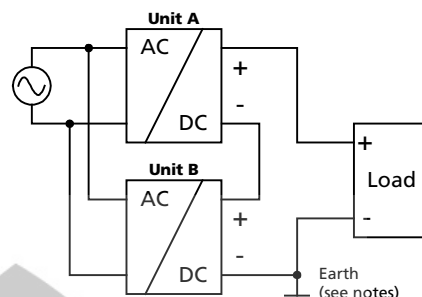 Unit A
AC
+
-
DC
+
Load
-
Unit B
AC
+
-
DC
Earth
(see notes)